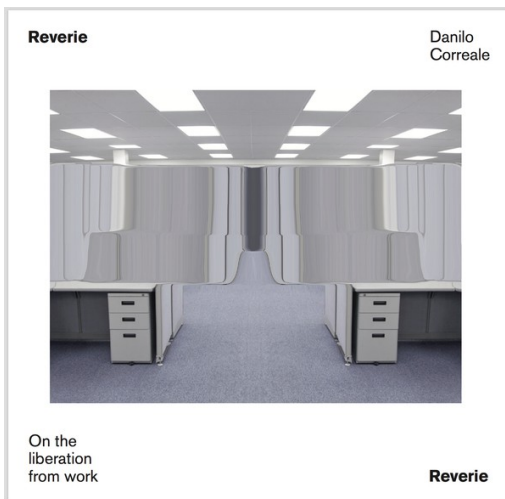 Reverie
Danilo
Correale
On the
liberation
from work
Reverie